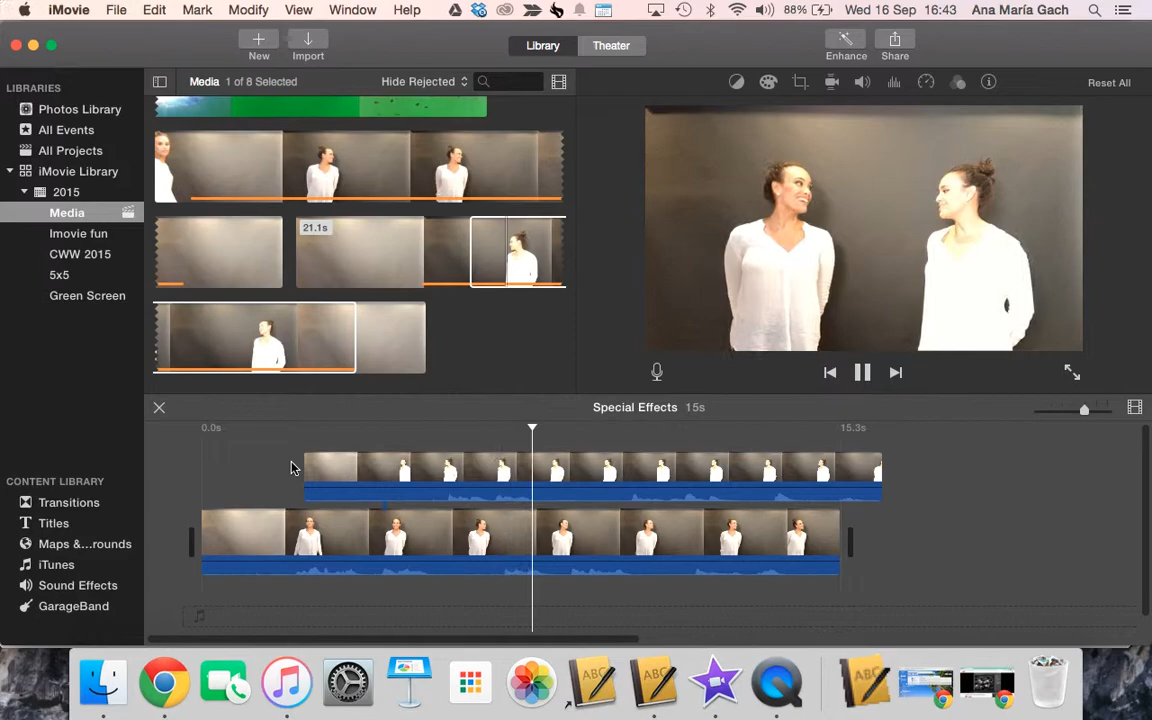 iMovie File Edit Mark Modify View Window Help 88% Wed 16 Sep 16:43 Ana María Gach
New Import Library Theater Enhance Share
LIBRARIES Media 1 of 8 Selected Hide Rejected Reset All
Photos Library
All Events
All Projects
iMovie Library
2015
Media
Imovie fun
CWW 2015
5x5
Green Screen
21.1s
Special Effects 15s
0.0s 15.3s
CONTENT LIBRARY
Transitions
Titles
Maps &...rounds
iTunes
Sound Effects
GarageBand
ABC ABC ABC